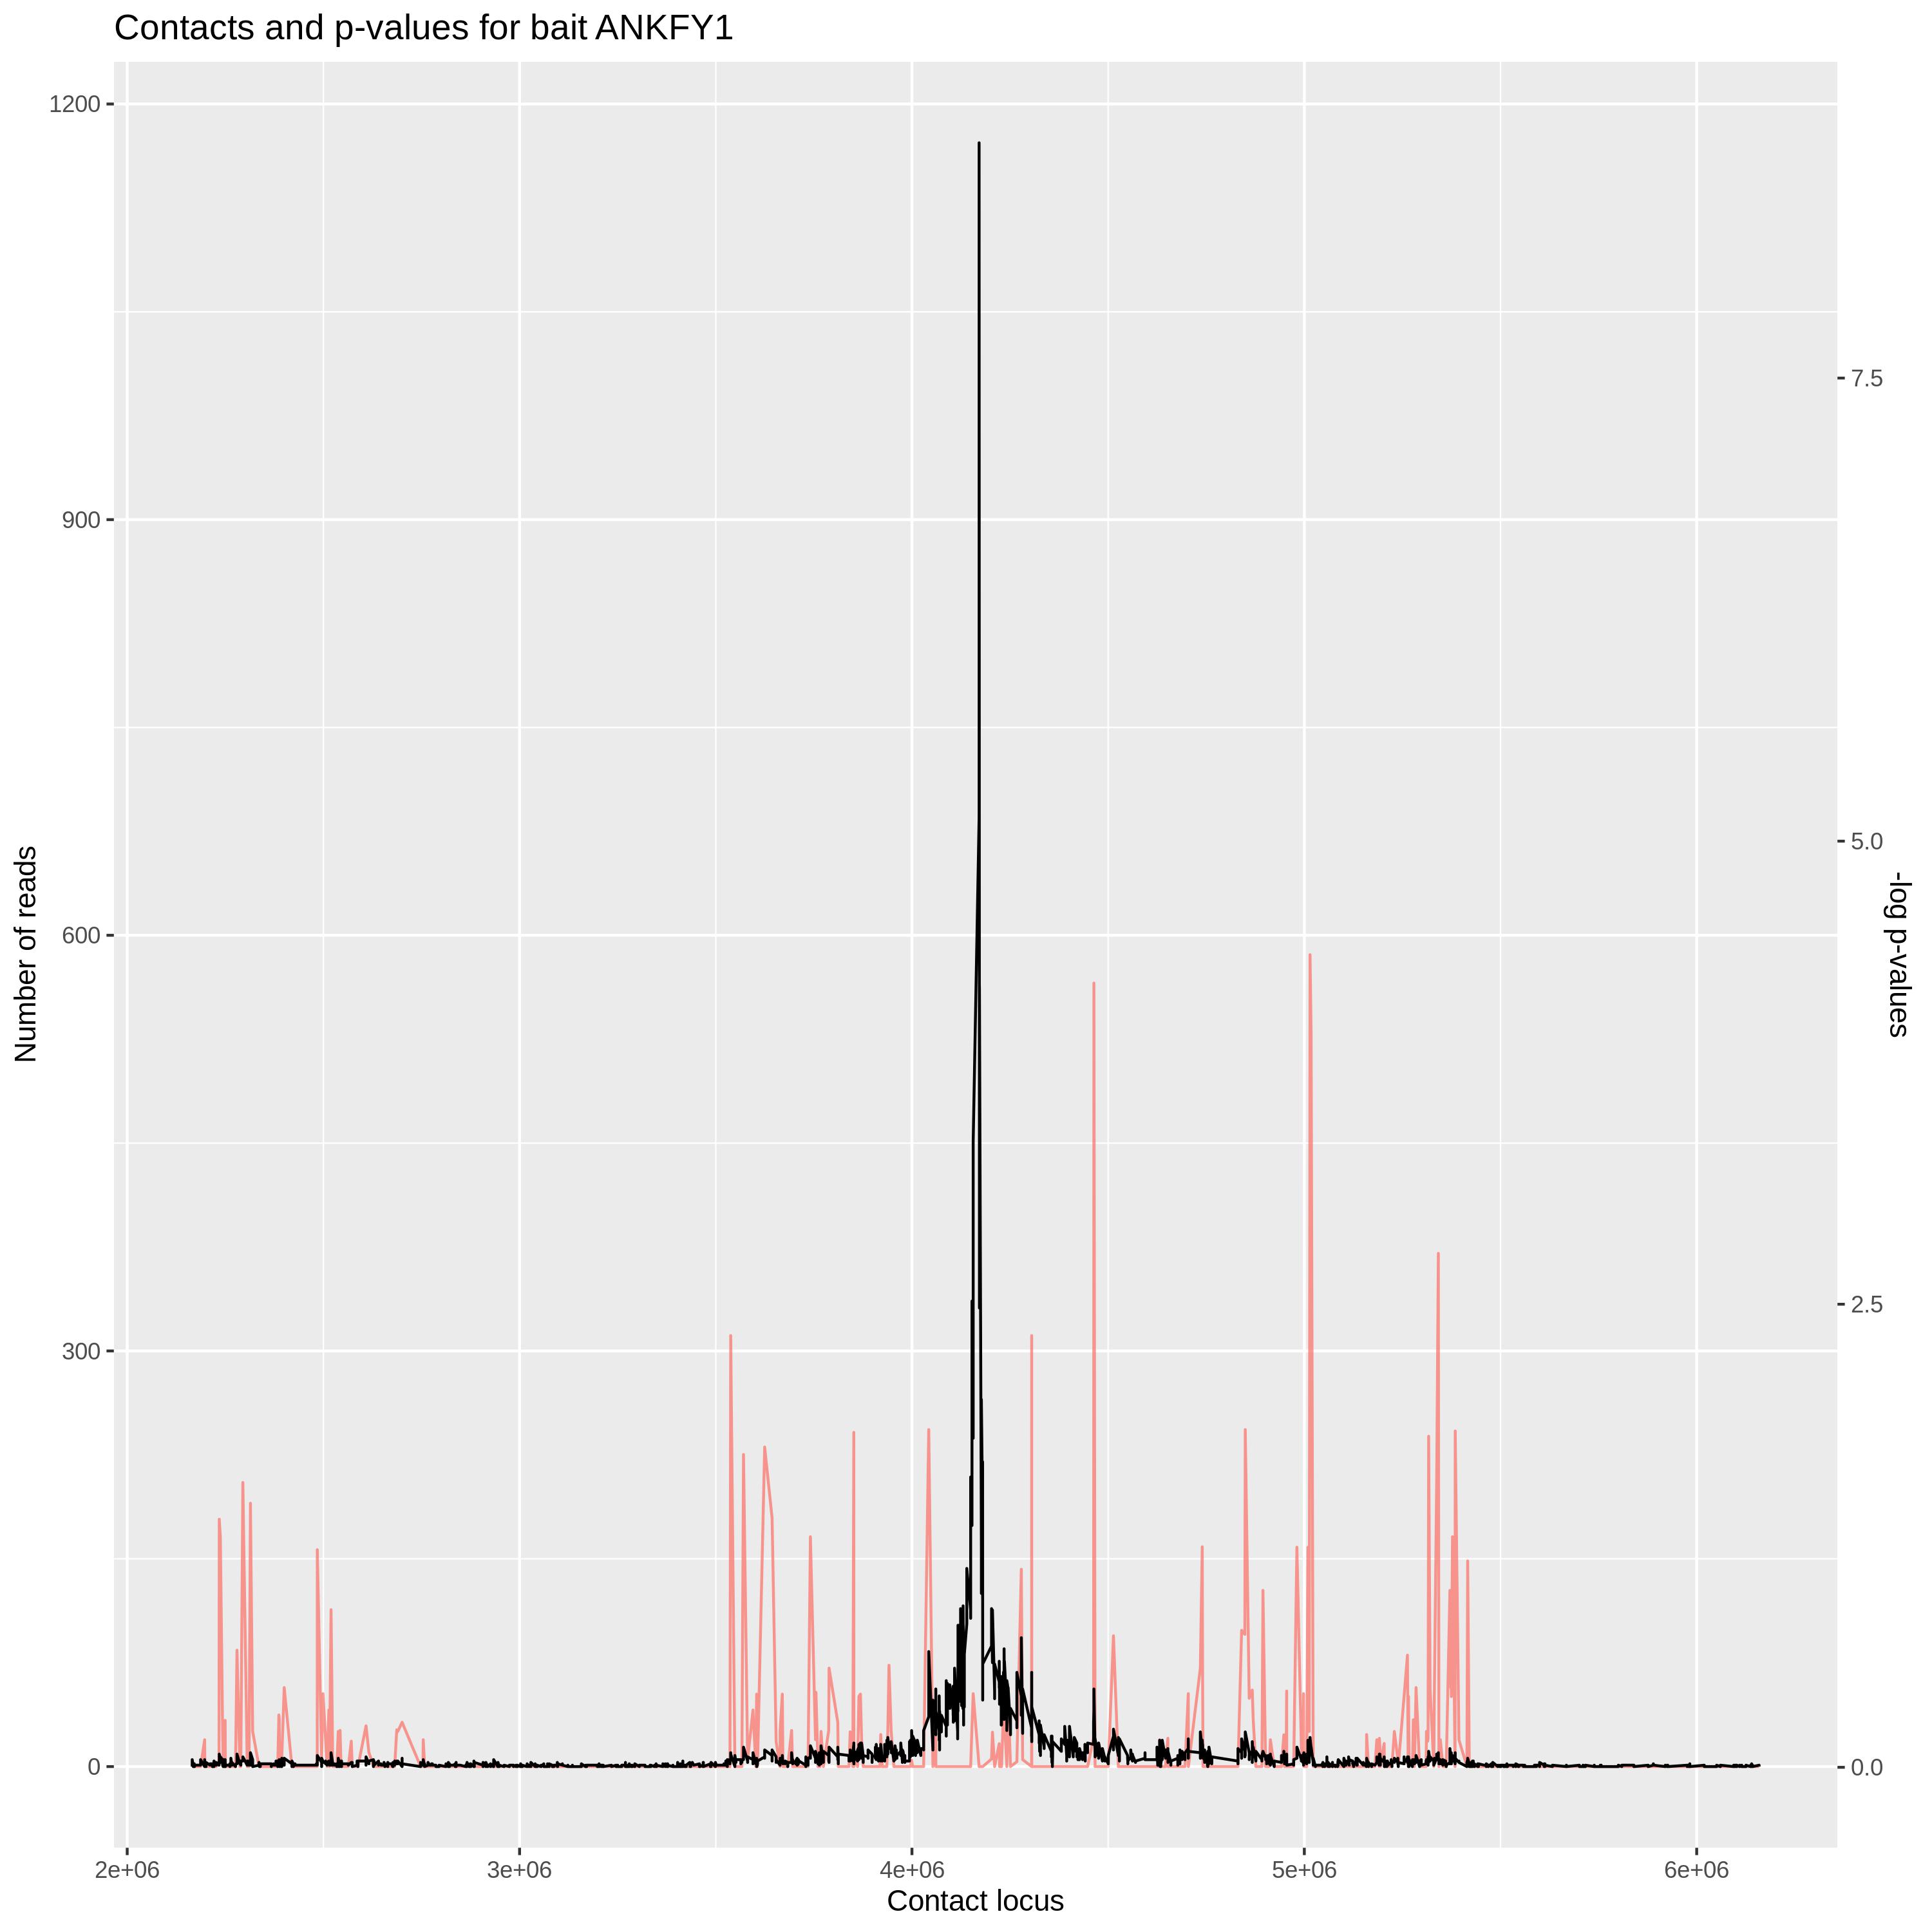 Contacts and p-values for bait ANKFY1
1200
900
600
300
0
Number of reads
7.5
5.0
2.5
0.0
-log p-values
2e+06
3e+06
4e+06
5e+06
6e+06
Contact locus